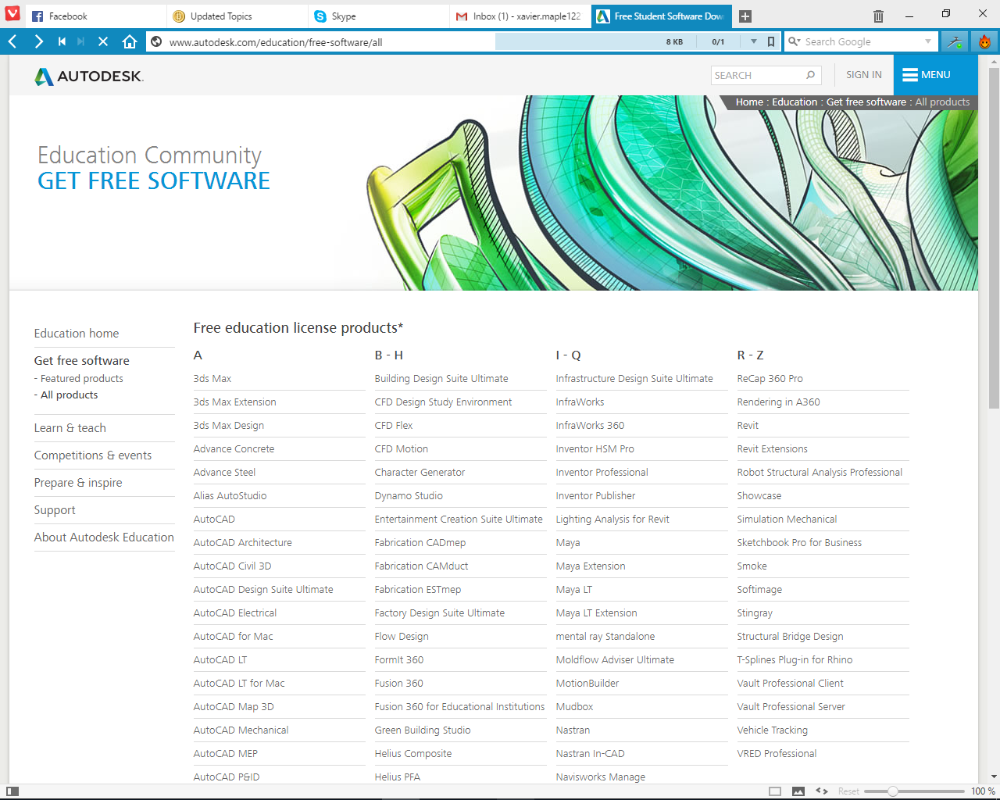 Facebook
Updated Topics
Skype
Inbox (1) - xavier.maple122
Free Student Software Dow
www.autodesk.com/education/free-software/all
8 KB
0/1
Search Google
AUTODESK.
SEARCH
SIGN IN
MENU
Home : Education : Get free software : All products
Education Community
GET FREE SOFTWARE
Education home
Get free software
- Featured products
- All products
Learn & teach
Competitions & events
Prepare & inspire
Support
About Autodesk Education
Free education license products*
A
3ds Max
3ds Max Extension
3ds Max Design
Advance Concrete
Advance Steel
Alias AutoStudio
AutoCAD
AutoCAD Architecture
AutoCAD Civil 3D
AutoCAD Design Suite Ultimate
AutoCAD Electrical
AutoCAD for Mac
AutoCAD LT
AutoCAD LT for Mac
AutoCAD Map 3D
AutoCAD Mechanical
AutoCAD MEP
AutoCAD P&ID
B - H
Building Design Suite Ultimate
CFD Design Study Environment
CFD Flex
CFD Motion
Character Generator
Dynamo Studio
Entertainment Creation Suite Ultimate
Fabrication CADmep
Fabrication CAMduct
Fabrication ESTmep
Factory Design Suite Ultimate
Flow Design
FormIt 360
Fusion 360
Fusion 360 for Educational Institutions
Green Building Studio
Helius Composite
Helius PFA
I - Q
Infrastructure Design Suite Ultimate
InfraWorks
InfraWorks 360
Inventor HSM Pro
Inventor Professional
Inventor Publisher
Lighting Analysis for Revit
Maya
Maya Extension
Maya LT
Maya LT Extension
mental ray Standalone
Moldflow Adviser Ultimate
MotionBuilder
Mudbox
Nastran
Nastran In-CAD
Navisworks Manage
R - Z
ReCap 360 Pro
Rendering in A360
Revit
Revit Extensions
Robot Structural Analysis Professional
Showcase
Simulation Mechanical
Sketchbook Pro for Business
Smoke
Softimage
Stingray
Structural Bridge Design
T-Splines Plug-in for Rhino
Vault Professional Client
Vault Professional Server
Vehicle Tracking
VRED Professional
Reset
100 %